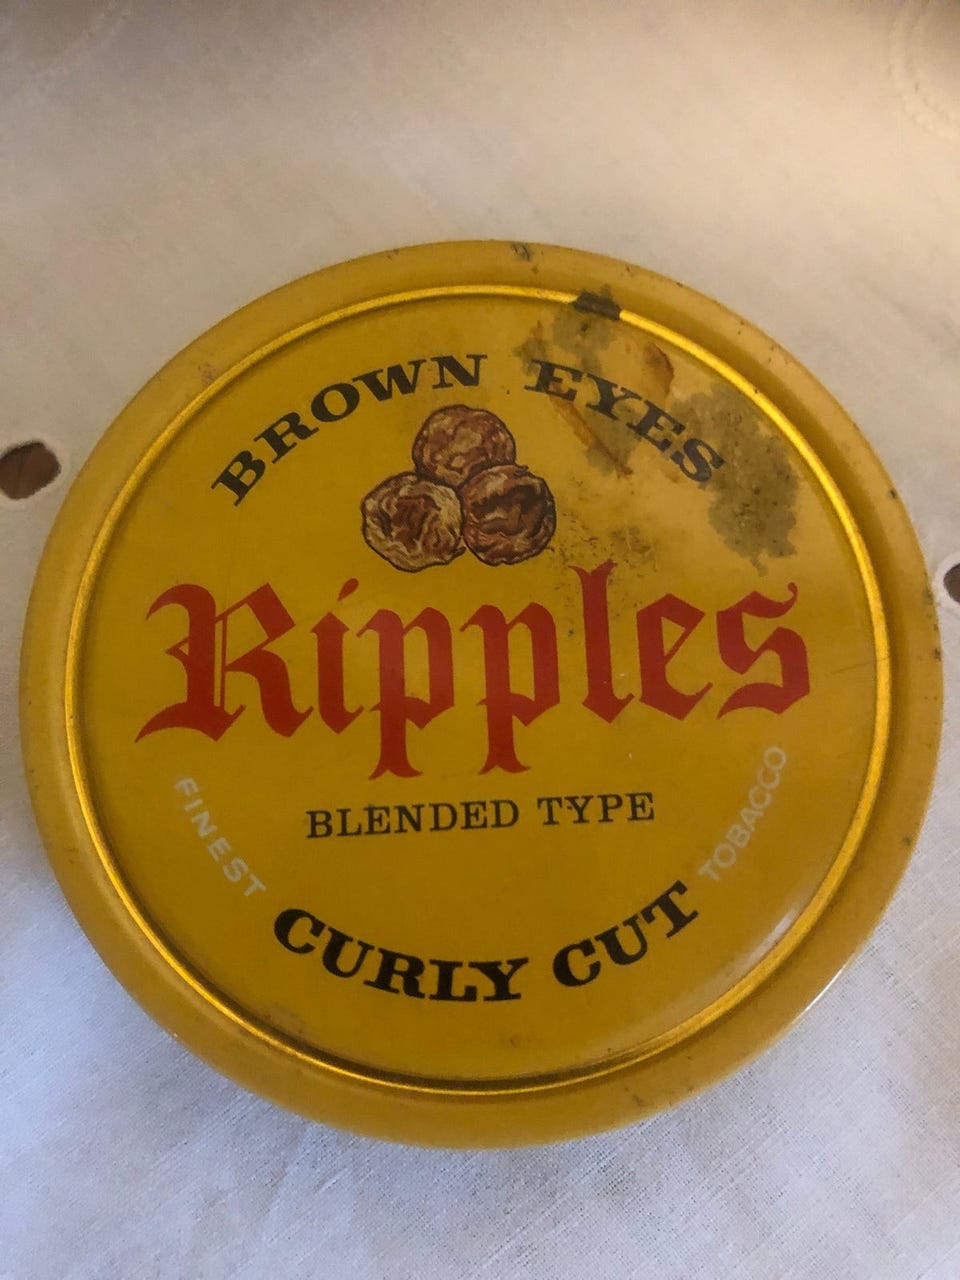 BROWN EYES
Ripples
BLENDED TYPE
FINEST TOBACCO
CURLY CUT